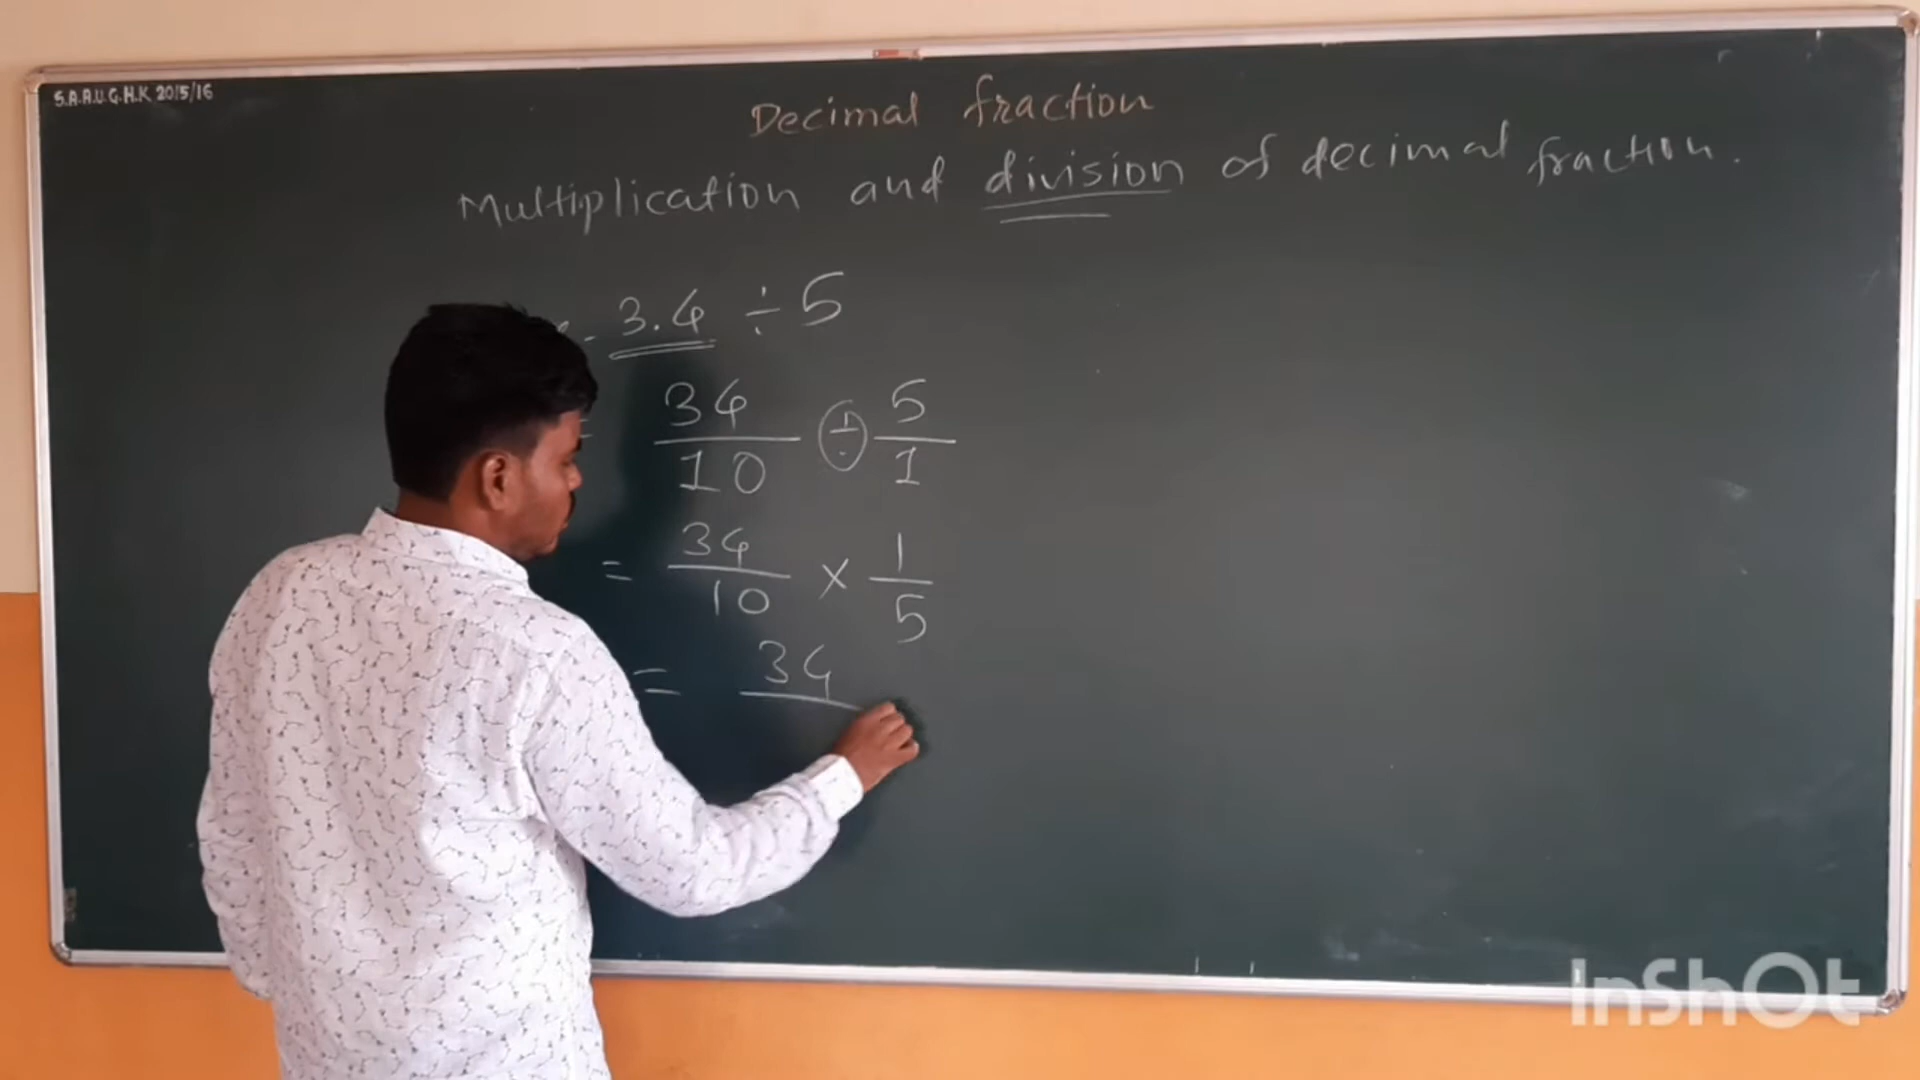 S.A.A.U.G.H.K 2015/16
Decimal fraction
Multiplication and division of decimal fraction.
3.4 ÷ 5
= 34/10 ÷ 5/1
= 34/10 × 1/5
= 34
InShOt